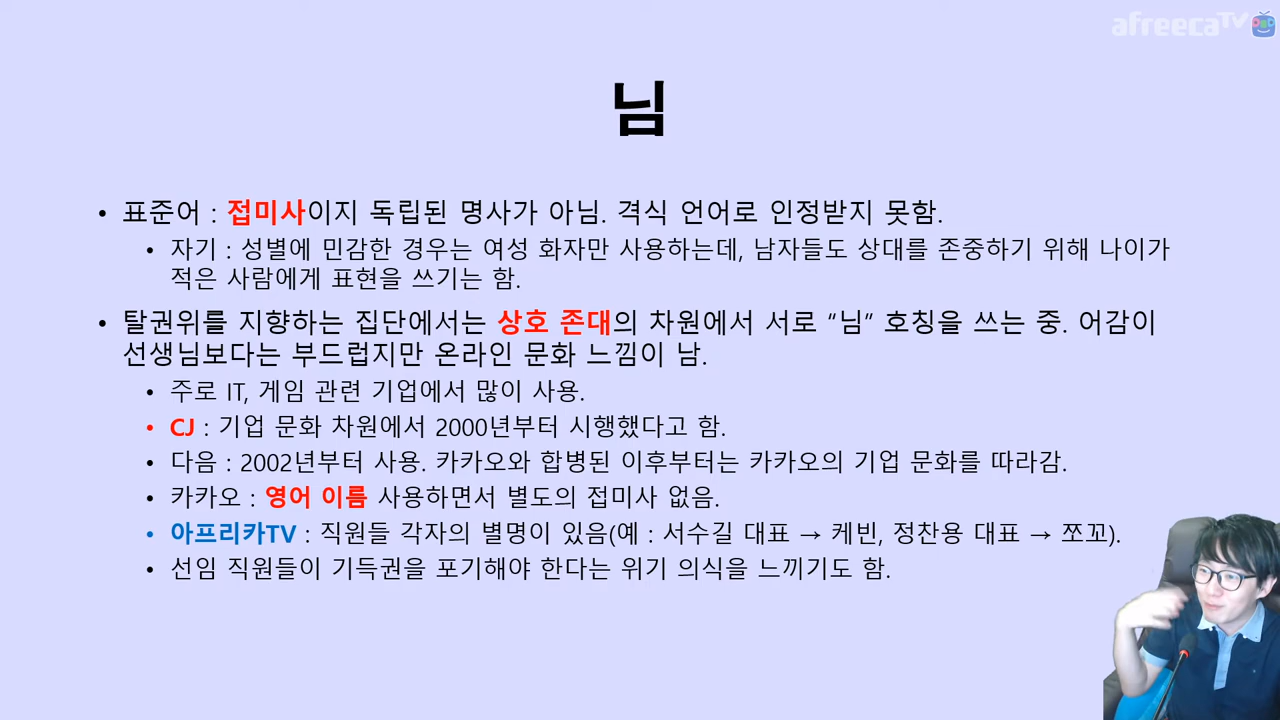 afreecaTV
님
• 표준어 : 접미사이지 독립된 명사가 아님. 격식 언어로 인정받지 못함.
• 자기 : 성별에 민감한 경우는 여성 화자만 사용하는데, 남자들도 상대를 존중하기 위해 나이가
적은 사람에게 표현을 쓰기는 함.
• 탈권위를 지향하는 집단에서는 상호 존대의 차원에서 서로 “님” 호칭을 쓰는 중. 어감이
선생님보다는 부드럽지만 온라인 문화 느낌이 남.
• 주로 IT, 게임 관련 기업에서 많이 사용.
• CJ : 기업 문화 차원에서 2000년부터 시행했다고 함.
• 다음 : 2002년부터 사용. 카카오와 합병된 이후부터는 카카오의 기업 문화를 따라감.
• 카카오 : 영어 이름 사용하면서 별도의 접미사 없음.
• 아프리카TV : 직원들 각자의 별명이 있음(예 : 서수길 대표 → 케빈, 정찬용 대표 → 쪼꼬).
• 선임 직원들이 기득권을 포기해야 한다는 위기 의식을 느끼기도 함.